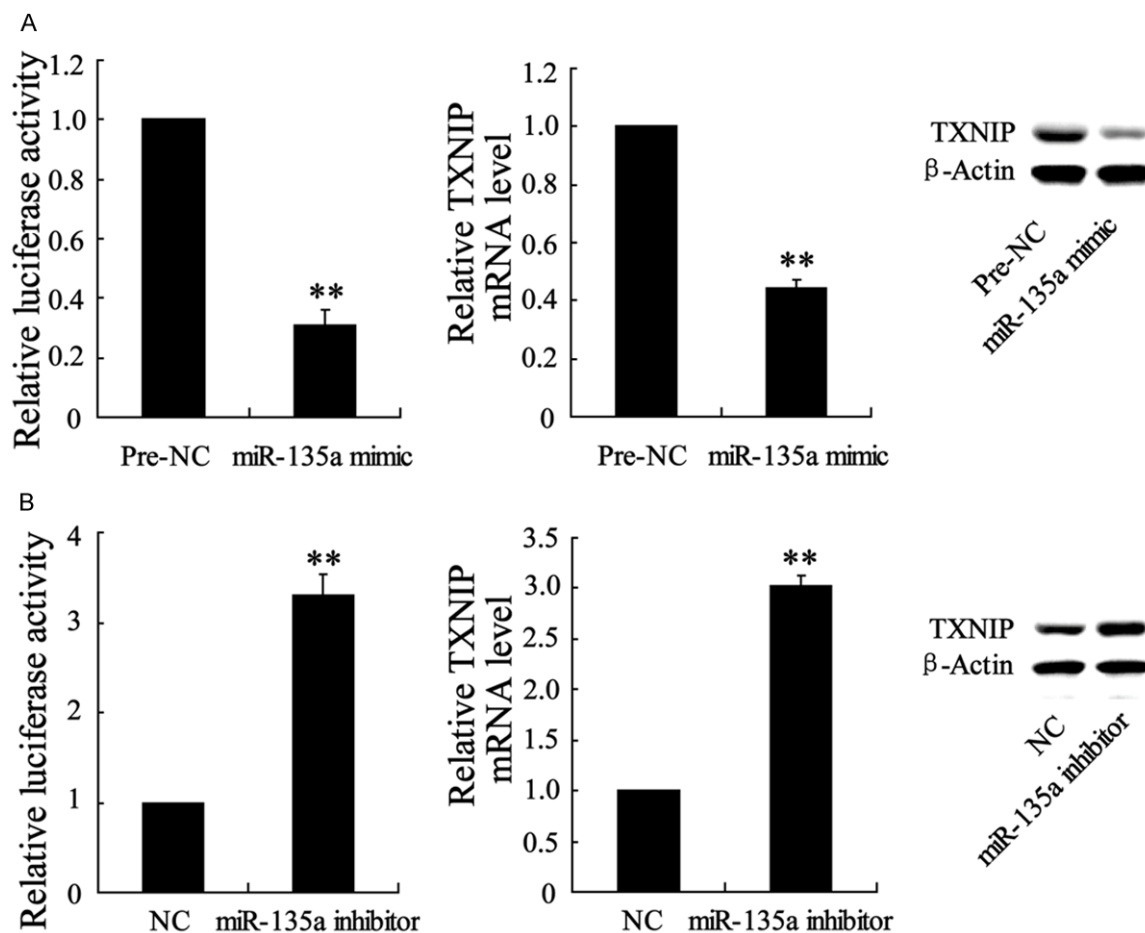 A
Relative luciferase activity
1.2
1.0
0.8
0.6
0.4
0.2
0
**
Pre-NC miR-135a mimic
Relative TXNIP
mRNA level
1.2
1.0
0.8
0.6
0.4
0.2
0
**
Pre-NC miR-135a mimic
TXNIP
β-Actin
Pre-NC
miR-135a mimic
B
Relative luciferase activity
4
3
2
1
0
**
NC miR-135a inhibitor
Relative TXNIP
mRNA level
3.5
3.0
2.5
2.0
1.5
1.0
0.5
0
**
NC miR-135a inhibitor
TXNIP
β-Actin
NC
miR-135a inhibitor